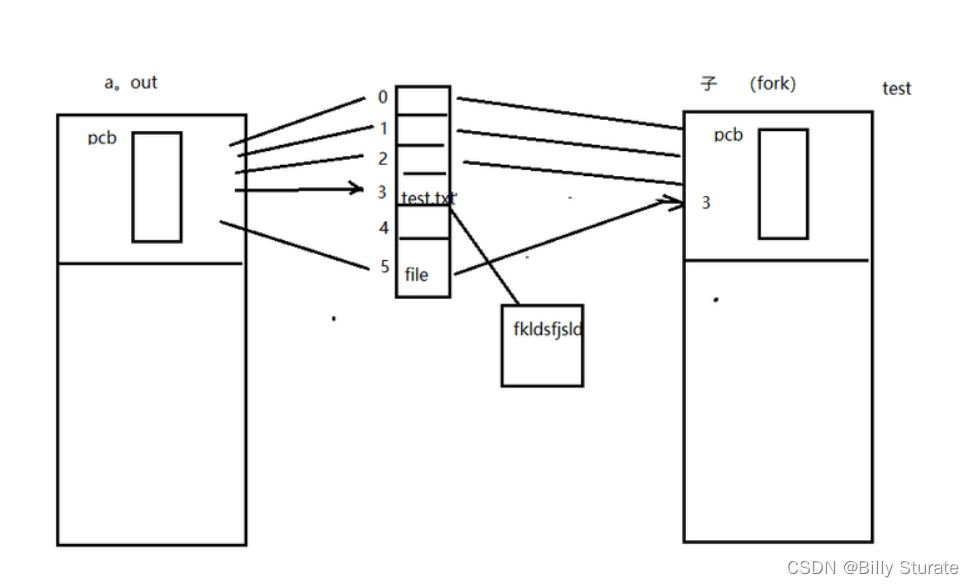 a。out
子 (fork) test
pcb
0
1
2
3 test.txt
4
5 file
pcb
3
fkldsfjsld
CSDN @Billy Sturate